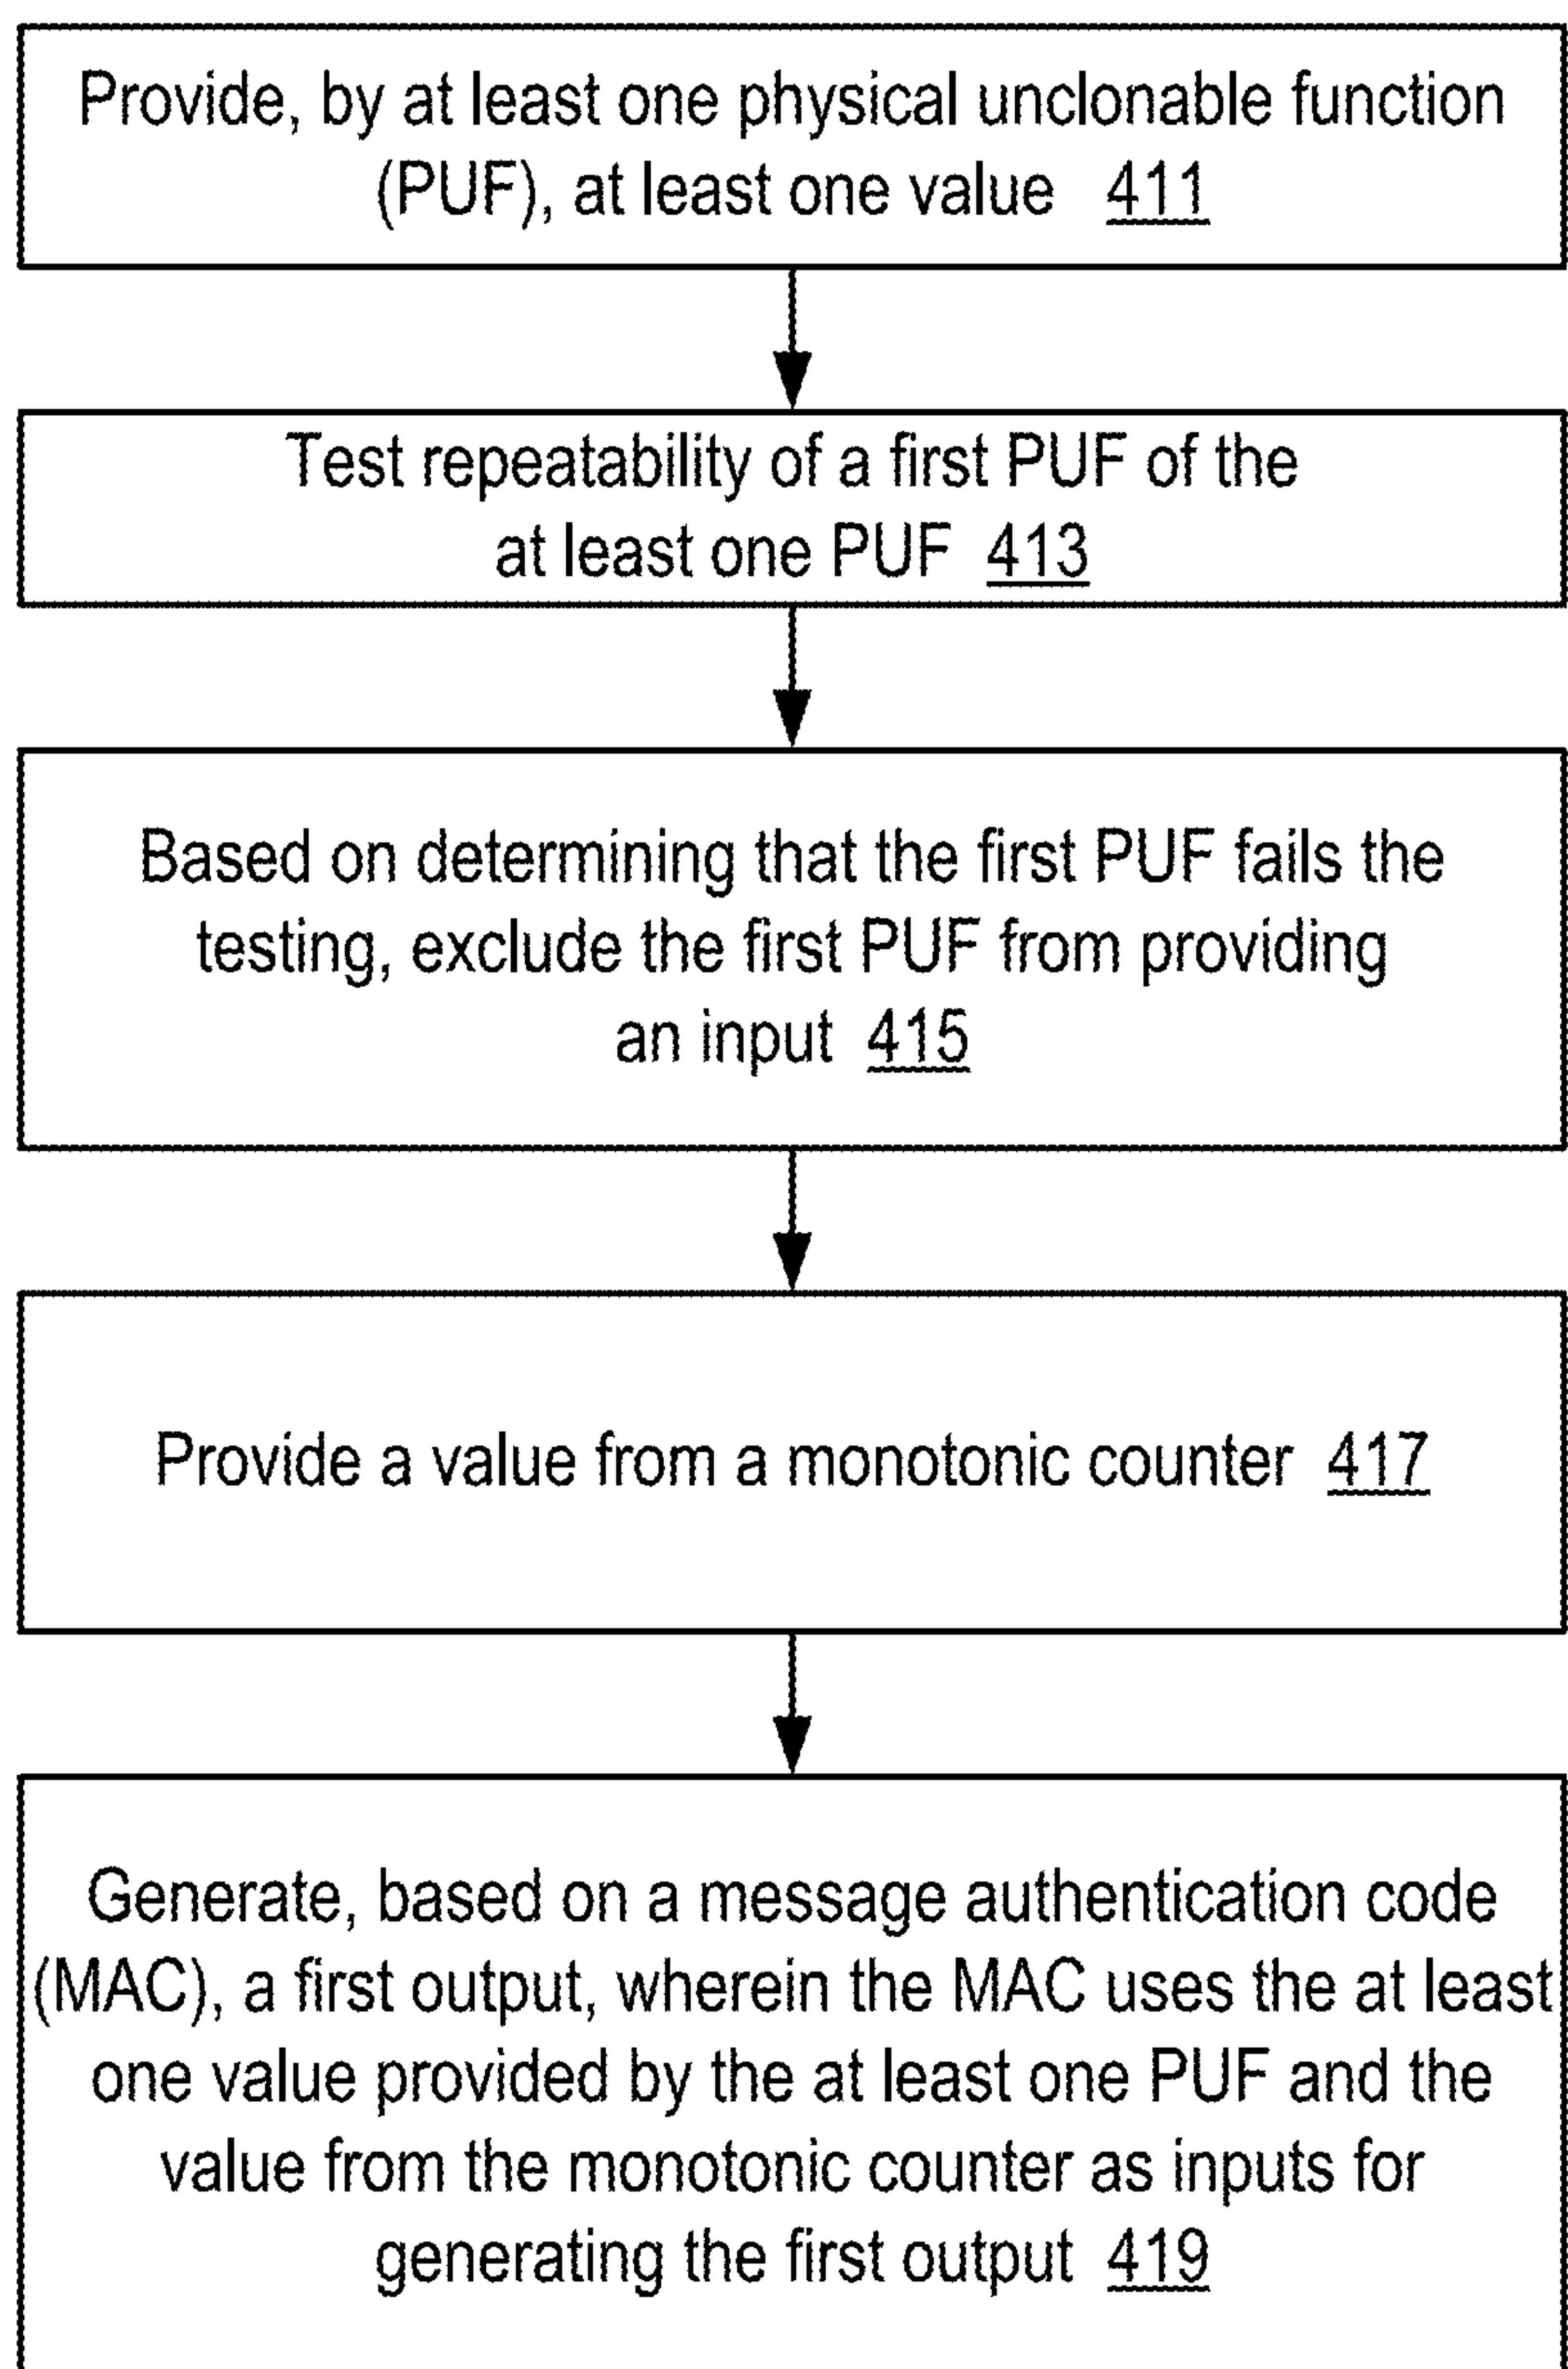 Provide, by at least one physical unclonable function
(PUF), at least one value 411
Test repeatability of a first PUF of the
at least one PUF 413
Based on determining that the first PUF fails the
testing, exclude the first PUF from providing
an input 415
Provide a value from a monotonic counter 417
Generate, based on a message authentication code
(MAC), a first output, wherein the MAC uses the at least
one value provided by the at least one PUF and the
value from the monotonic counter as inputs for
generating the first output 419